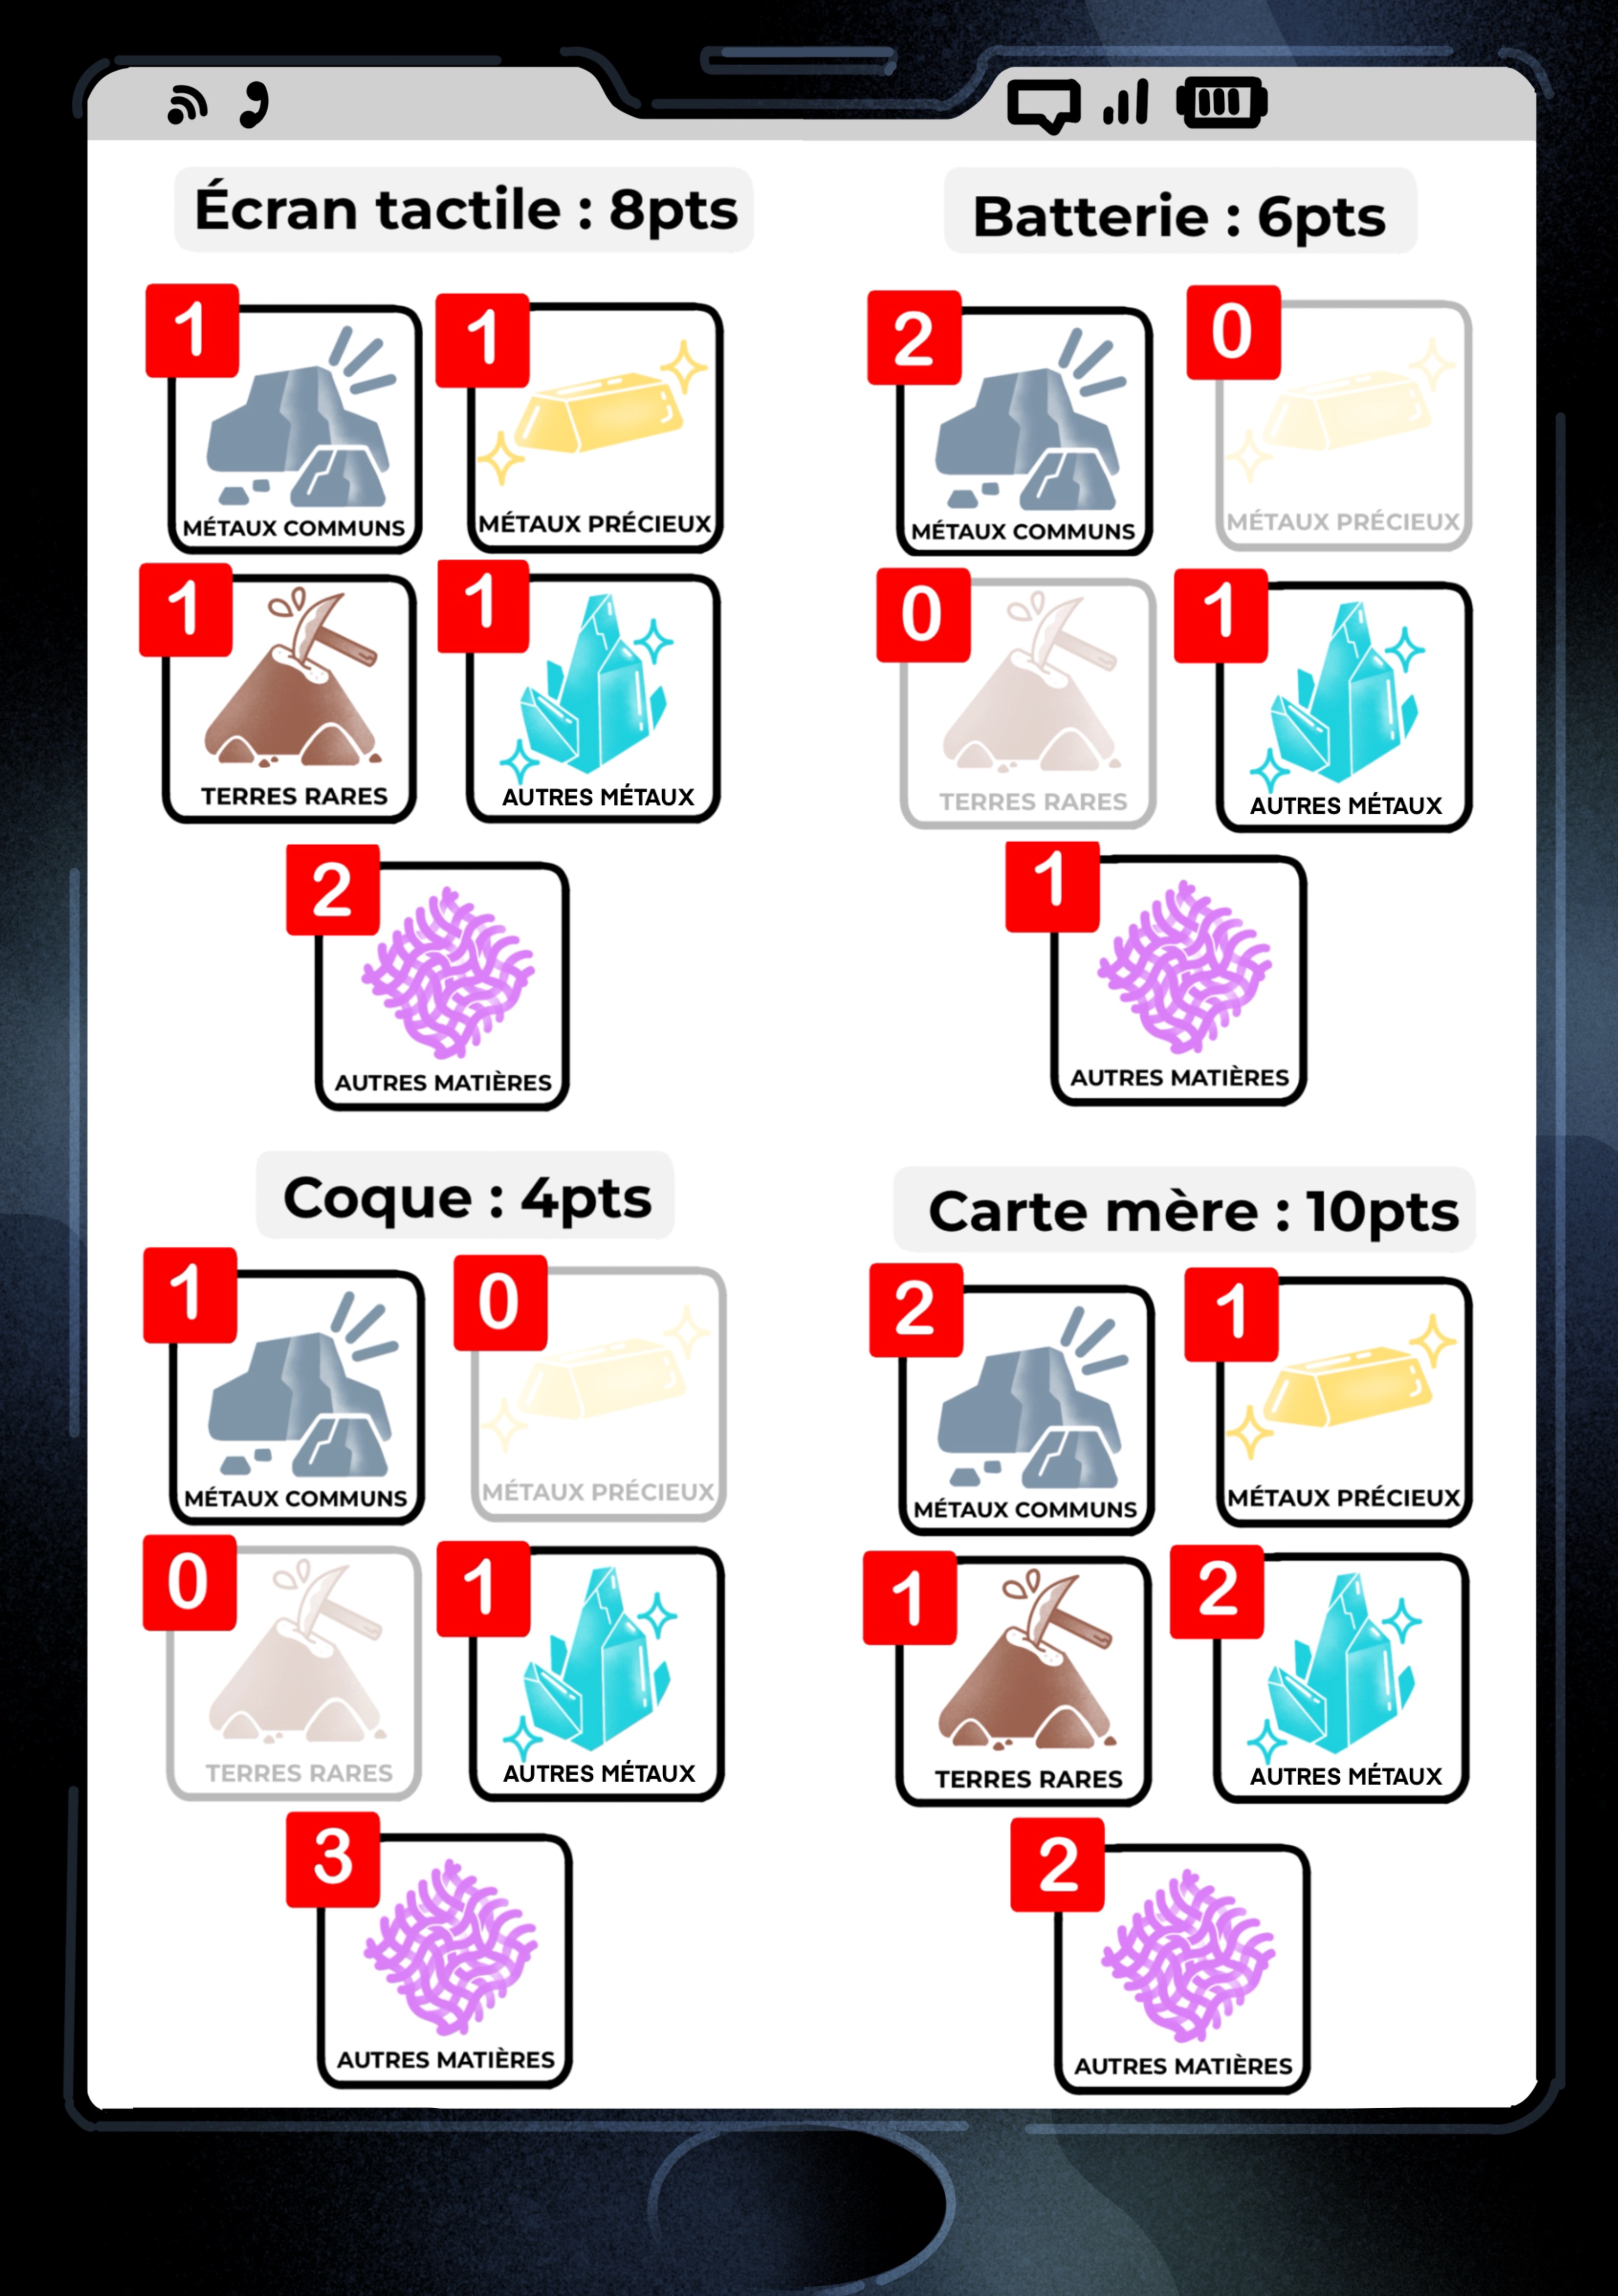 Écran tactile : 8pts
1
MÉTAUX COMMUNS
1
MÉTAUX PRÉCIEUX
1
TERRES RARES
1
AUTRES MÉTAUX
2
AUTRES MATIÈRES
Batterie : 6pts
2
MÉTAUX COMMUNS
0
MÉTAUX PRÉCIEUX
0
TERRES RARES
1
AUTRES MÉTAUX
1
AUTRES MATIÈRES
Coque : 4pts
1
MÉTAUX COMMUNS
0
MÉTAUX PRÉCIEUX
0
TERRES RARES
1
AUTRES MÉTAUX
3
AUTRES MATIÈRES
Carte mère : 10pts
2
MÉTAUX COMMUNS
1
MÉTAUX PRÉCIEUX
1
TERRES RARES
2
AUTRES MÉTAUX
2
AUTRES MATIÈRES